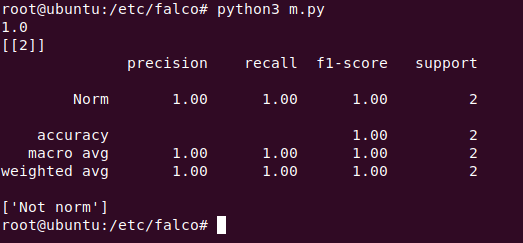 root@ubuntu:/etc/falco# python3 m.py
1.0
[[2]]
              precision    recall  f1-score   support

        Norm       1.00      1.00      1.00         2

    accuracy                           1.00         2
   macro avg       1.00      1.00      1.00         2
weighted avg       1.00      1.00      1.00         2

['Not norm']
root@ubuntu:/etc/falco#